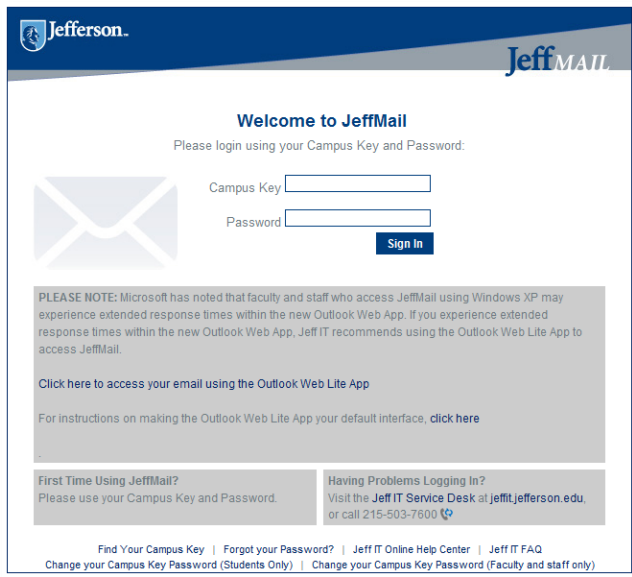 Jefferson.
JeffMAIL
Welcome to JeffMail
Please login using your Campus Key and Password:
Campus Key
Password
Sign In
PLEASE NOTE: Microsoft has noted that faculty and staff who access JeffMail using Windows XP may
experience extended response times within the new Outlook Web App. If you experience extended
response times within the new Outlook Web App, Jeff IT recommends using the Outlook Web Lite App to
access JeffMail.
Click here to access your email using the Outlook Web Lite App
For instructions on making the Outlook Web Lite App your default interface, click here
.
First Time Using JeffMail?
Please use your Campus Key and Password.
Having Problems Logging In?
Visit the Jeff IT Service Desk at jeffit.jefferson.edu,
or call 215-503-7600
Find Your Campus Key | Forgot your Password? | Jeff IT Online Help Center | Jeff IT FAQ
Change your Campus Key Password (Students Only) | Change your Campus Key Password (Faculty and staff only)